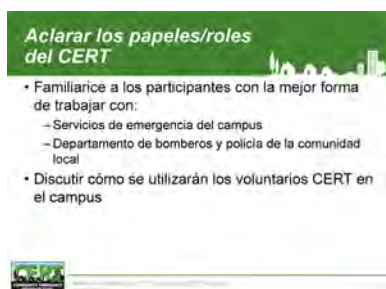 Aclarar los papeles/roles
del CERT
• Familiarice a los participantes con la mejor forma
de trabajar con:
– Servicios de emergencia del campus
– Departamento de bomberos y policía de la comunidad
local
• Discutir cómo se utilizarán los voluntarios CERT en
el campus
CERT